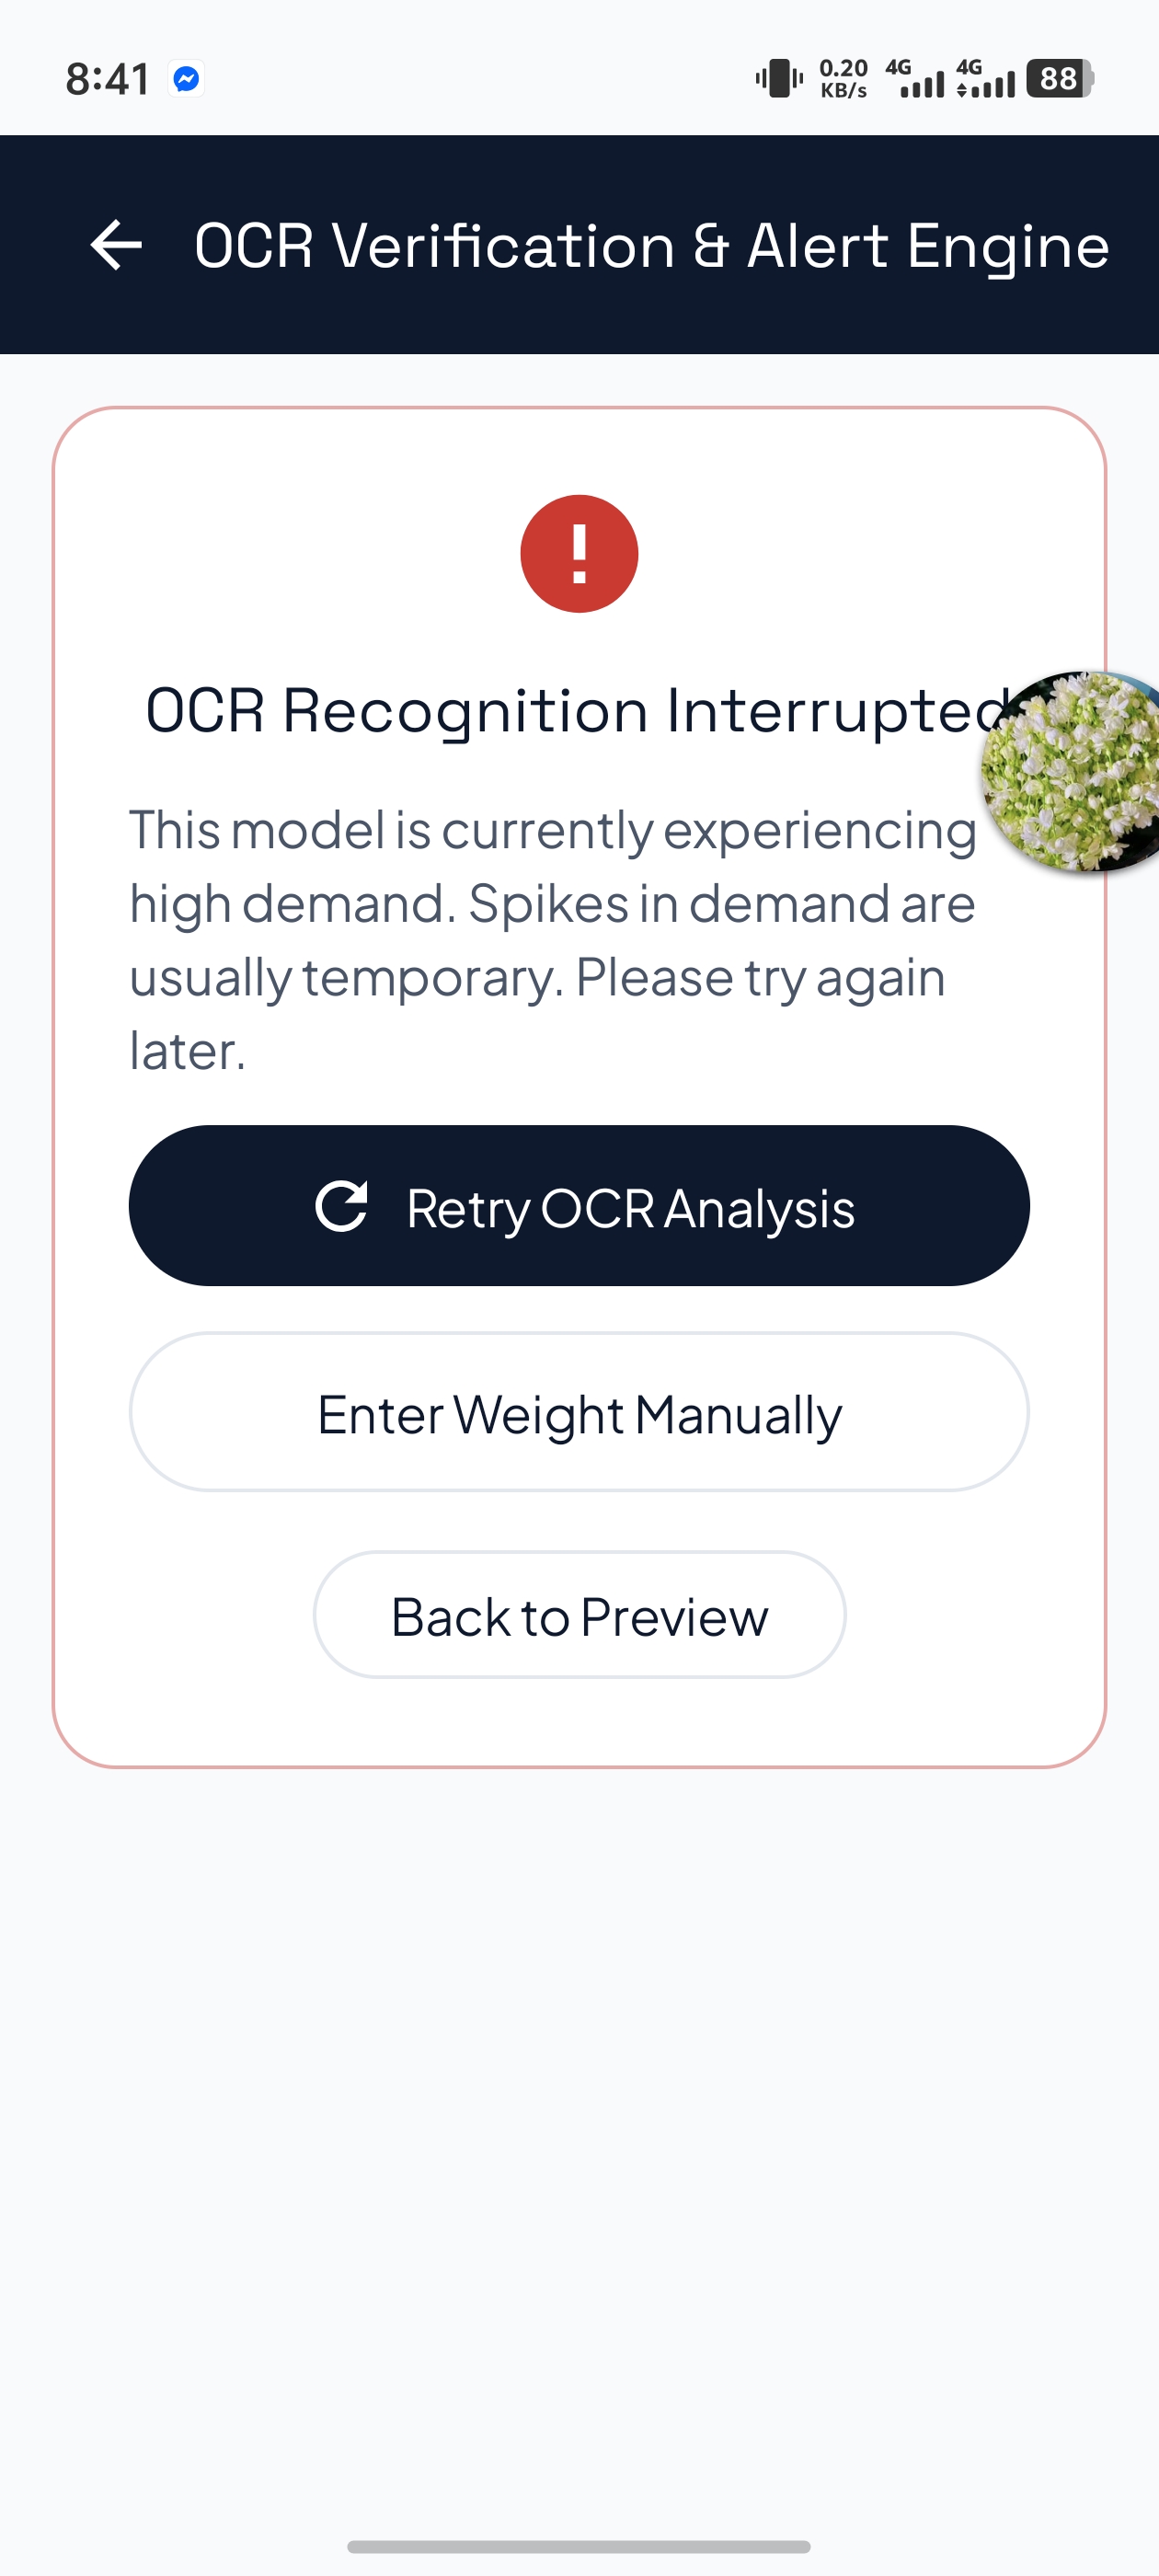 8:41
0.20
KB/s
4G
4G
88
OCR Verification & Alert Engine
OCR Recognition Interrupted
This model is currently experiencing
high demand. Spikes in demand are
usually temporary. Please try again
later.
Retry OCR Analysis
Enter Weight Manually
Back to Preview